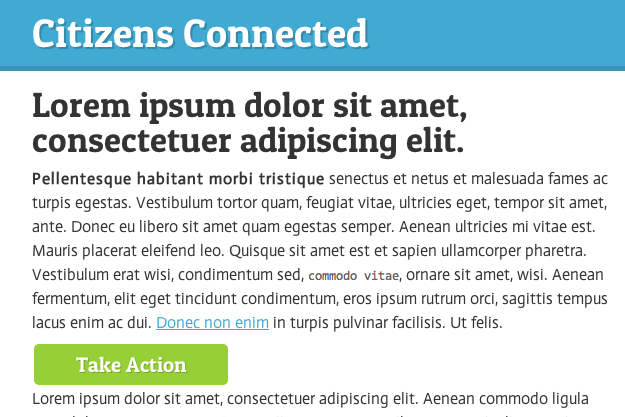 Citizens Connected
Lorem ipsum dolor sit amet,
consectetuer adipiscing elit.
Pellentesque habitant morbi tristique senectus et netus et malesuada fames ac
turpis egestas. Vestibulum tortor quam, feugiat vitae, ultricies eget, tempor sit amet,
ante. Donec eu libero sit amet quam egestas semper. Aenean ultricies mi vitae est.
Mauris placerat eleifend leo. Quisque sit amet est et sapien ullamcorper pharetra.
Vestibulum erat wisi, condimentum sed, commodo vitae, ornare sit amet, wisi. Aenean
fermentum, elit eget tincidunt condimentum, eros ipsum rutrum orci, sagittis tempus
lacus enim ac dui. Donec non enim in turpis pulvinar facilisis. Ut felis.
Take Action
Lorem ipsum dolor sit amet, consectetuer adipiscing elit. Aenean commodo ligula